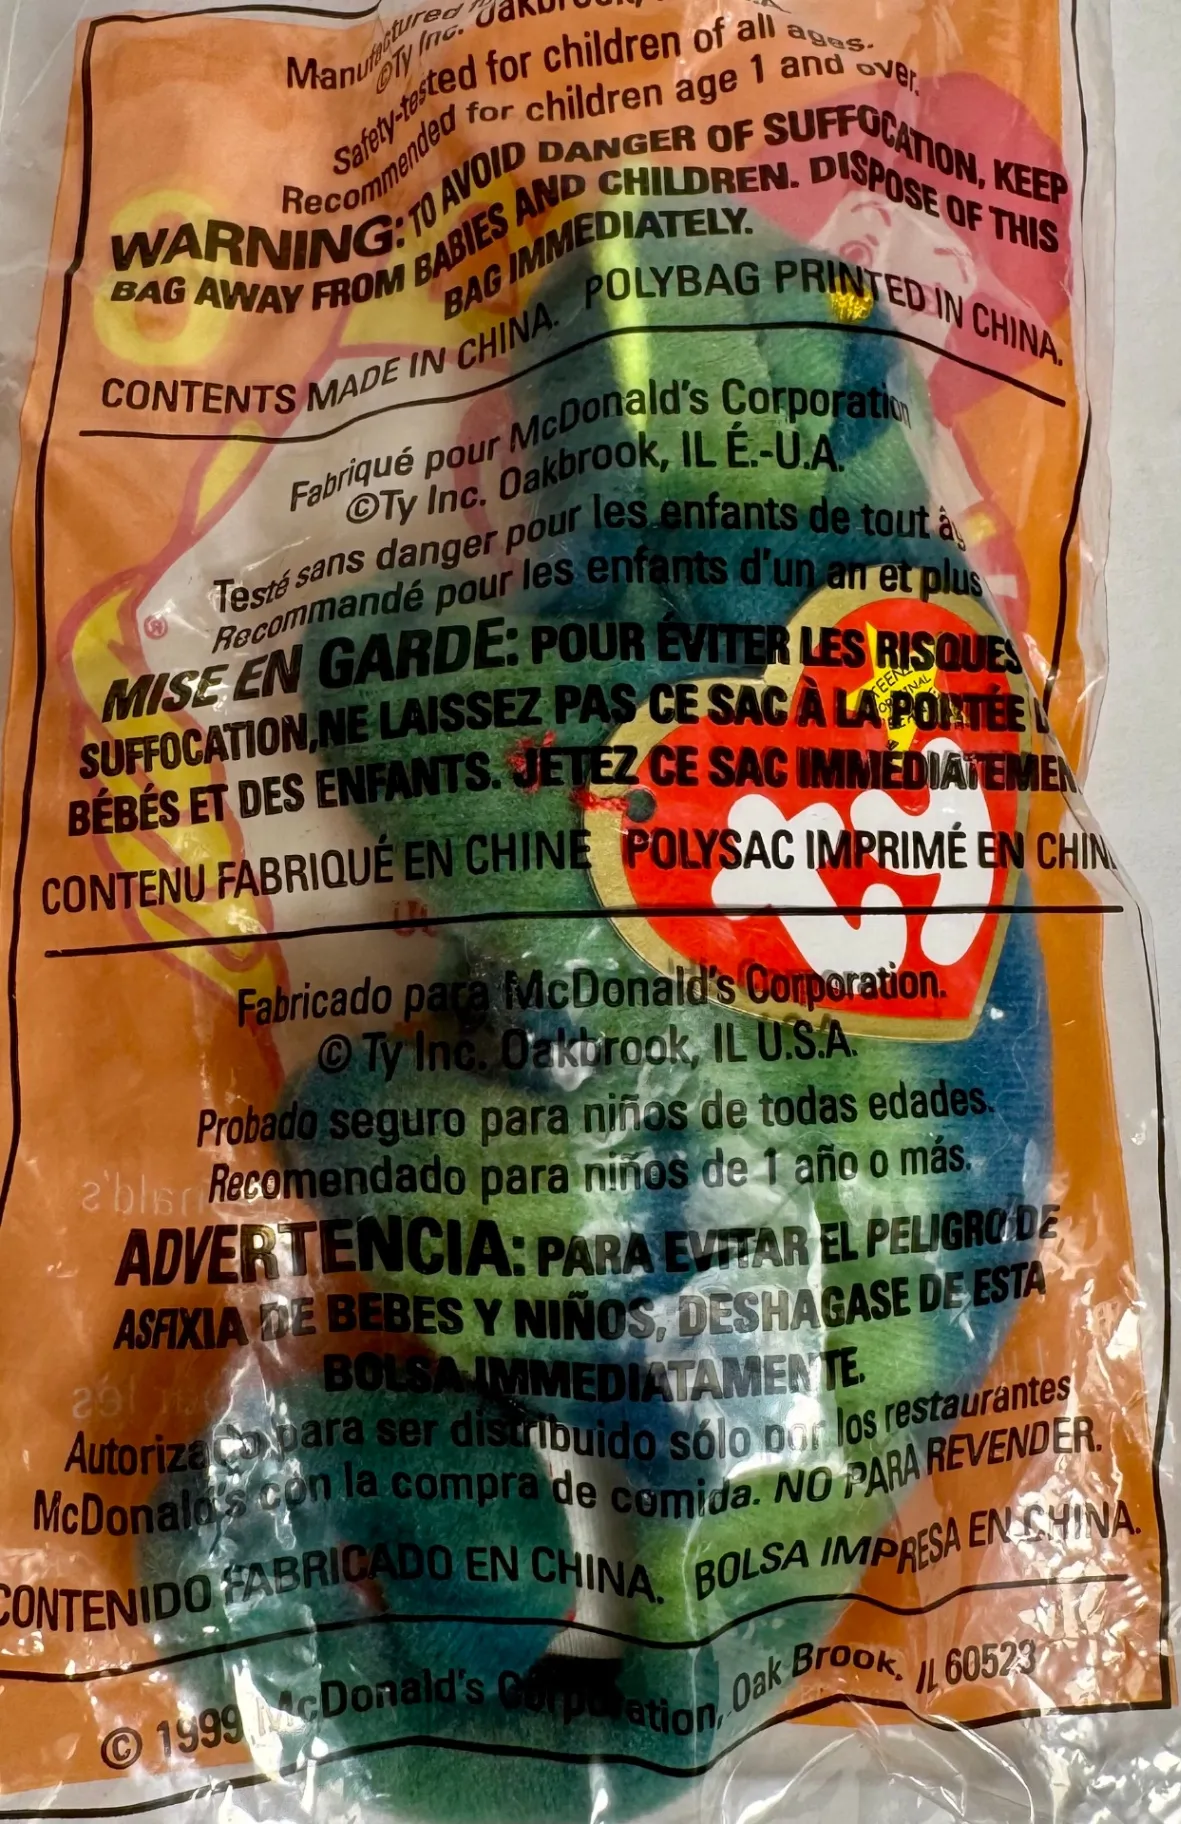 Manufactured
©Ty Inc. Oakbrook,
Safety-tested for children of all ages.
Recommended for children age 1 and over.
WARNING: TO AVOID DANGER OF SUFFOCATION, KEEP
BAG AWAY FROM BABIES AND CHILDREN. DISPOSE OF THIS
BAG IMMEDIATELY.
CONTENTS MADE IN CHINA. POLYBAG PRINTED IN CHINA.
Fabriqué pour McDonald's Corporation
©Ty Inc. Oakbrook, IL É.-U.A.
Testé sans danger pour les enfants de tout
Recommandé pour les enfants d'un an et plus
MISE EN GARDE: POUR ÉVITER LES RISQUES
SUFFOCATION,NE LAISSEZ PAS CE SAC À LA PORTÉE
BÉBÉS ET DES ENFANTS. JETEZ CE SAC IMMÉDIATEMEN
CONTENU FABRIQUÉ EN CHINE POLYSAC IMPRIMÉ EN CHIN
ty
Fabricado para McDonald's Corporation.
© Ty Inc. Oakbrook, IL U.S.A.
Probado seguro para niños de todas edades.
Recomendado para niños de 1 año o más.
ADVERTENCIA: PARA EVITAR EL PELIGRO DE
ASFIXIA DE BEBES Y NIÑOS, DESHAGASE DE ESTA
BOLSA IMMEDIATAMENTE.
Autorizado para ser distribuido sólo por los restaurantes
McDonald's con la compra de comida. NO PARA REVENDER.
CONTENIDO FABRICADO EN CHINA. BOLSA IMPRESA EN CHINA.
© 1999 McDonald's Corporation, Oak Brook, IL 60523